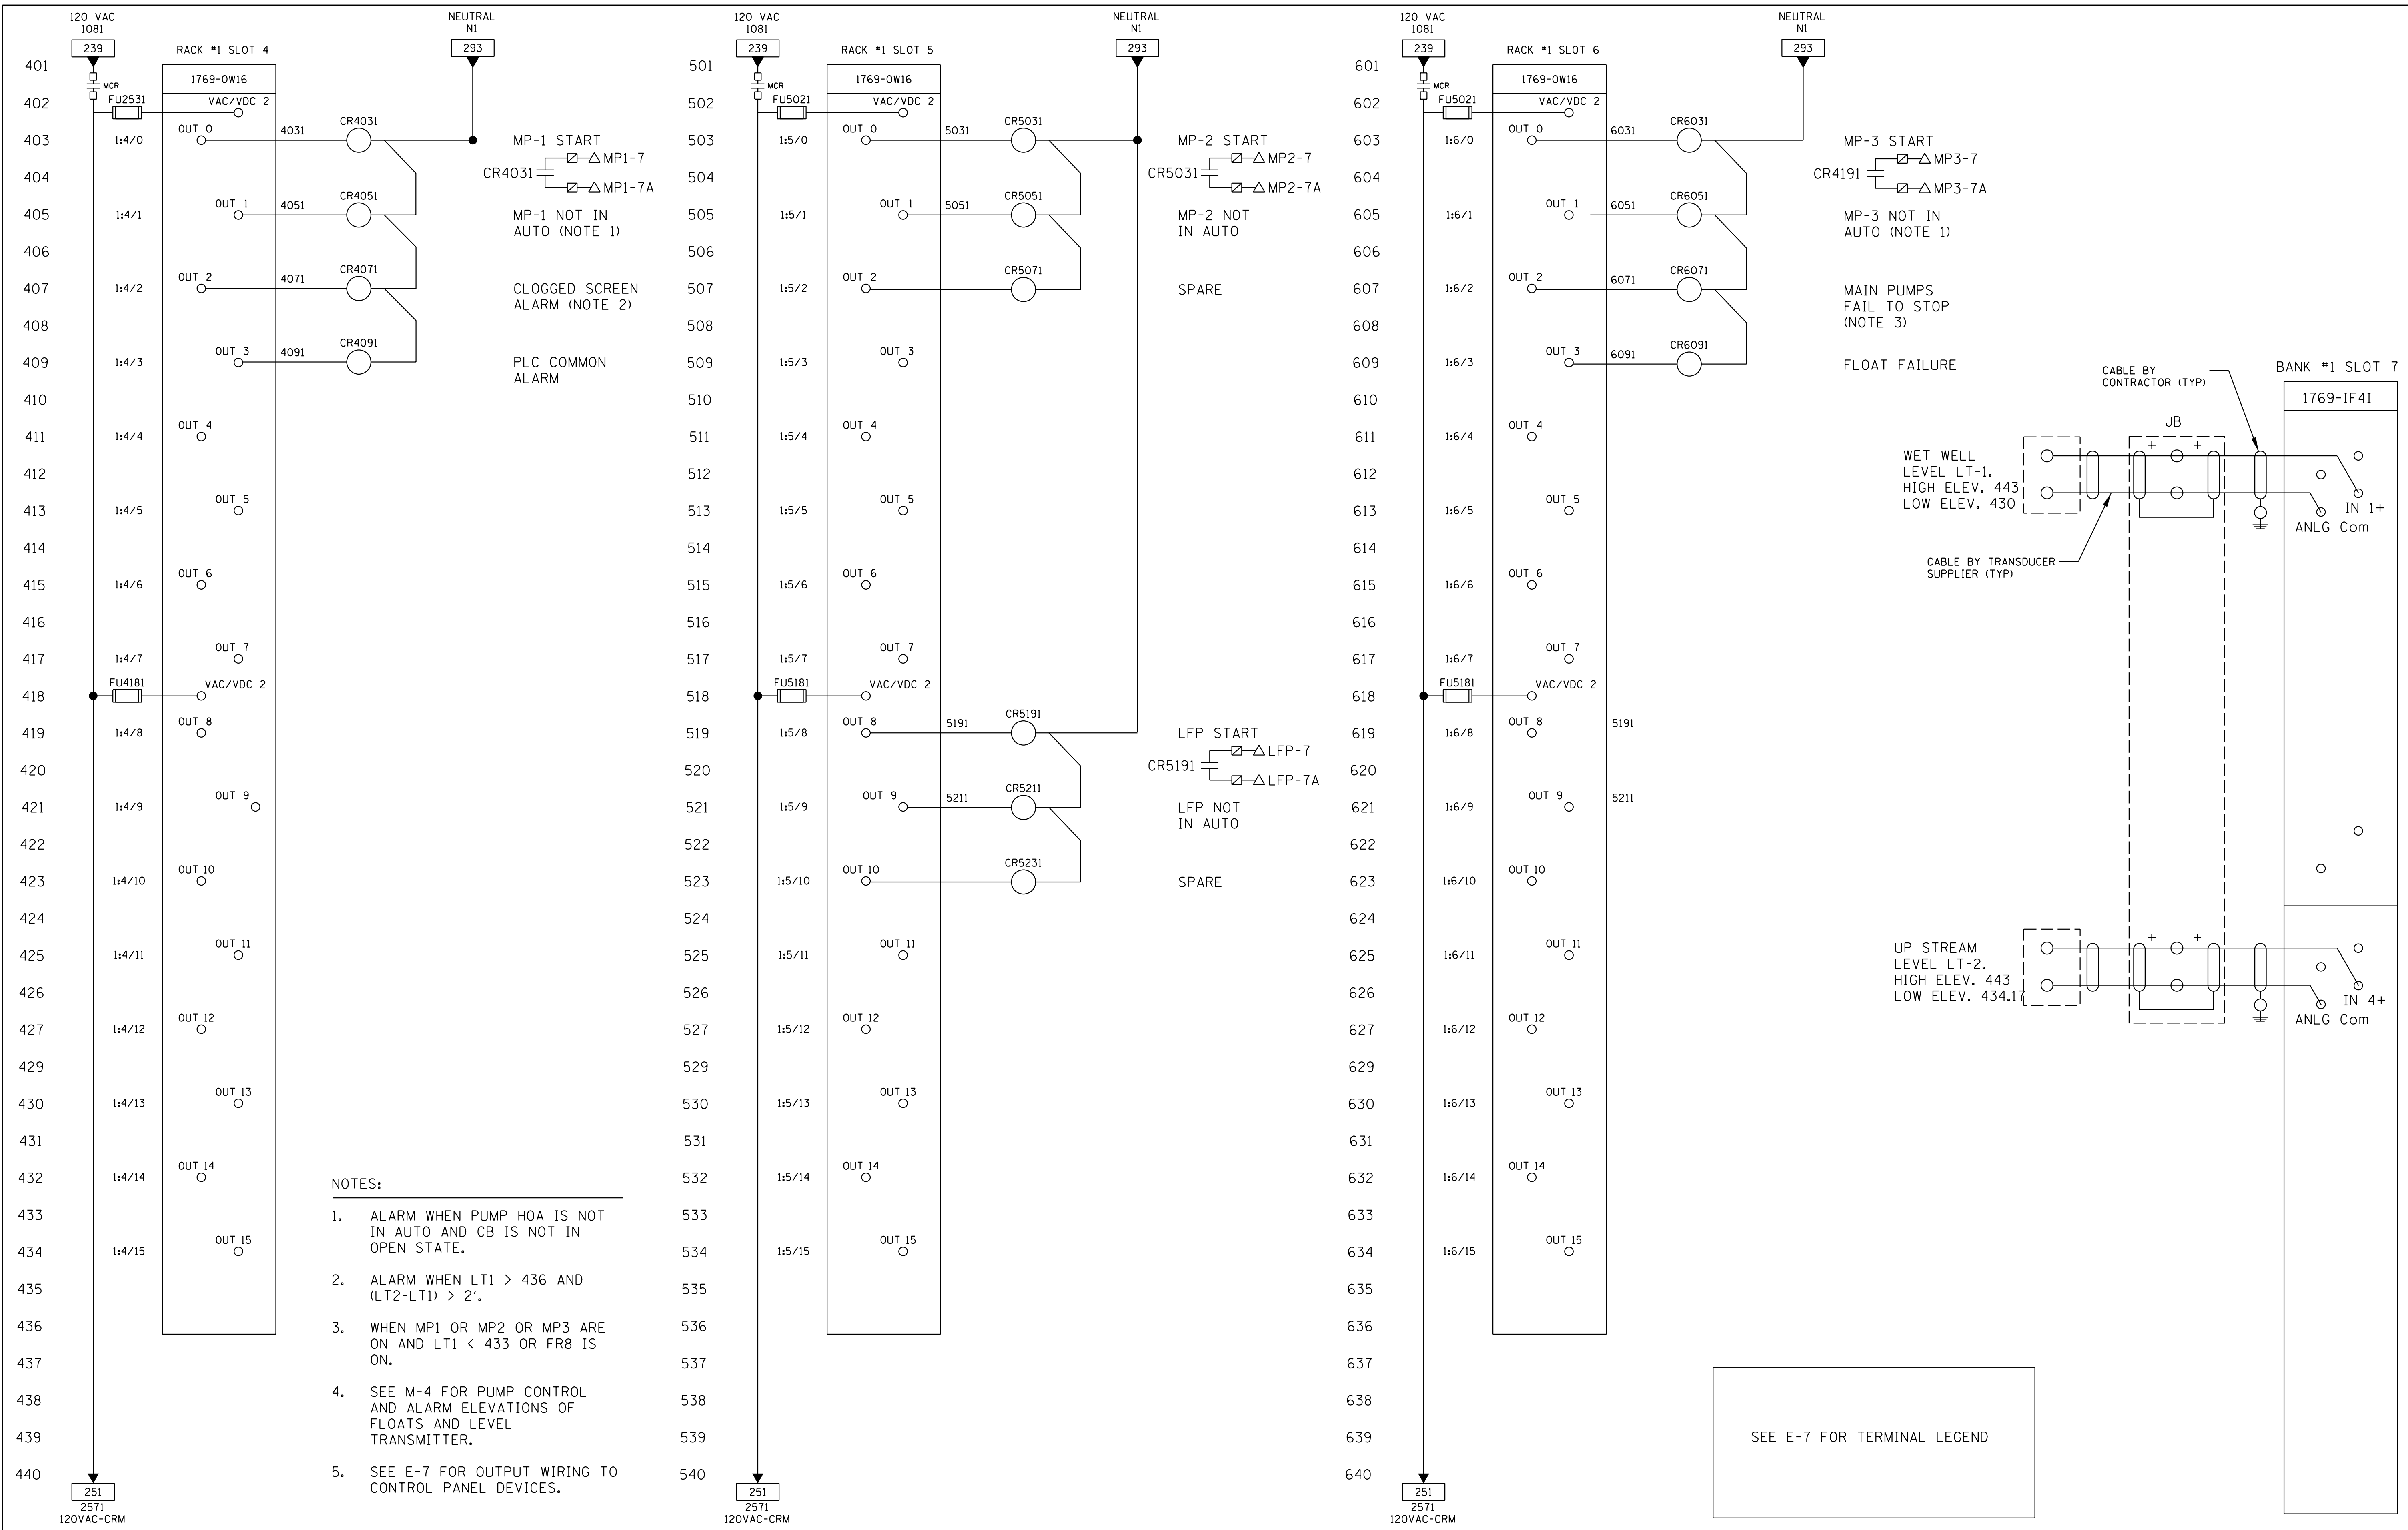 120 VAC
1081
239
NEUTRAL
N1
293
RACK #1 SLOT 4
1769-OW16
MCR
401
402
FU2531
VAC/VDC 2
403
1:4/0
OUT 0
4031
CR4031
MP-1 START
CR4031
MP1-7
MP1-7A
404
405
1:4/1
OUT 1
4051
CR4051
MP-1 NOT IN
AUTO (NOTE 1)
406
407
1:4/2
OUT 2
4071
CR4071
CLOGGED SCREEN
ALARM (NOTE 2)
408
409
1:4/3
OUT 3
4091
CR4091
PLC COMMON
ALARM
410
411
1:4/4
OUT 4
412
413
1:4/5
OUT 5
414
415
1:4/6
OUT 6
416
417
1:4/7
OUT 7
418
FU4181
VAC/VDC 2
419
1:4/8
OUT 8
420
421
1:4/9
OUT 9
422
423
1:4/10
OUT 10
424
425
1:4/11
OUT 11
426
427
1:4/12
OUT 12
429
430
1:4/13
OUT 13
431
432
1:4/14
OUT 14
433
434
1:4/15
OUT 15
435
436
437
438
439
440
251
2571
120VAC-CRM
NOTES:
1. ALARM WHEN PUMP HOA IS NOT
IN AUTO AND CB IS NOT IN
OPEN STATE.
2. ALARM WHEN LT1 > 436 AND
(LT2-LT1) > 2'.
3. WHEN MP1 OR MP2 OR MP3 ARE
ON AND LT1 < 433 OR FR8 IS
ON.
4. SEE M-4 FOR PUMP CONTROL
AND ALARM ELEVATIONS OF
FLOATS AND LEVEL
TRANSMITTER.
5. SEE E-7 FOR OUTPUT WIRING TO
CONTROL PANEL DEVICES.
120 VAC
1081
239
NEUTRAL
N1
293
RACK #1 SLOT 5
1769-OW16
MCR
501
502
FU5021
VAC/VDC 2
503
1:5/0
OUT 0
5031
CR5031
MP-2 START
CR5031
MP2-7
MP2-7A
504
505
1:5/1
OUT 1
5051
CR5051
MP-2 NOT
IN AUTO
506
507
1:5/2
OUT 2
CR5071
SPARE
508
509
1:5/3
OUT 3
510
511
1:5/4
OUT 4
512
513
1:5/5
OUT 5
514
515
1:5/6
OUT 6
516
517
1:5/7
OUT 7
518
FU5181
VAC/VDC 2
519
1:5/8
OUT 8
5191
CR5191
LFP START
CR5191
LFP-7
LFP-7A
520
521
1:5/9
OUT 9
5211
CR5211
LFP NOT
IN AUTO
522
523
1:5/10
OUT 10
CR5231
SPARE
524
525
1:5/11
OUT 11
526
527
1:5/12
OUT 12
529
530
1:5/13
OUT 13
531
532
1:5/14
OUT 14
533
534
1:5/15
OUT 15
535
536
537
538
539
540
251
2571
120VAC-CRM
120 VAC
1081
239
NEUTRAL
N1
293
RACK #1 SLOT 6
1769-OW16
MCR
601
602
FU5021
VAC/VDC 2
603
1:6/0
OUT 0
6031
CR6031
MP-3 START
CR4191
MP3-7
MP3-7A
604
605
1:6/1
OUT 1
6051
CR6051
MP-3 NOT IN
AUTO (NOTE 1)
606
607
1:6/2
OUT 2
6071
CR6071
MAIN PUMPS
FAIL TO STOP
(NOTE 3)
608
609
1:6/3
OUT 3
6091
CR6091
FLOAT FAILURE
610
611
1:6/4
OUT 4
612
613
1:6/5
OUT 5
614
615
1:6/6
OUT 6
616
617
1:6/7
OUT 7
618
FU5181
VAC/VDC 2
619
1:6/8
OUT 8
5191
620
621
1:6/9
OUT 9
5211
622
623
1:6/10
OUT 10
624
625
1:6/11
OUT 11
626
627
1:6/12
OUT 12
629
630
1:6/13
OUT 13
631
632
1:6/14
OUT 14
633
634
1:6/15
OUT 15
635
636
637
638
639
640
251
2571
120VAC-CRM
BANK #1 SLOT 7
1769-IF4I
CABLE BY
CONTRACTOR (TYP)
JB
+ +
WET WELL
LEVEL LT-1.
HIGH ELEV. 443
LOW ELEV. 430
IN 1+
ANLG Com
CABLE BY TRANSDUCER
SUPPLIER (TYP)
+ +
UP STREAM
LEVEL LT-2.
HIGH ELEV. 443
LOW ELEV. 434.17
IN 4+
ANLG Com
SEE E-7 FOR TERMINAL LEGEND